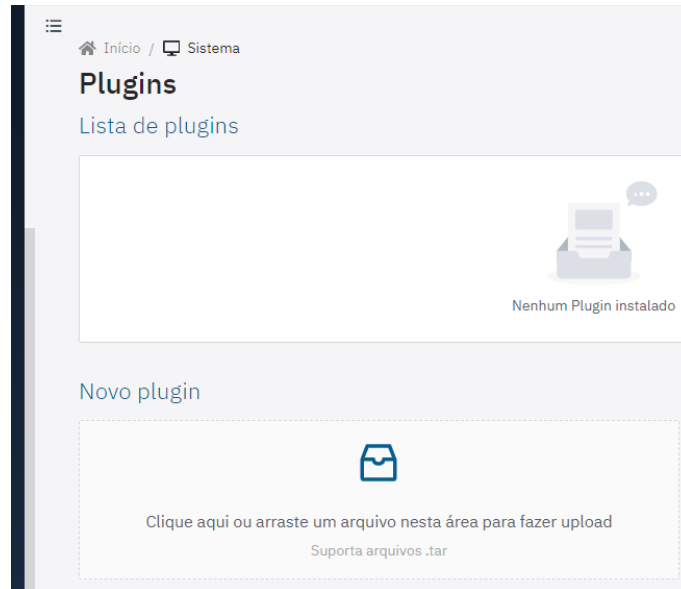 Início / Sistema
Plugins
Lista de plugins
Nenhum Plugin instalado
Novo plugin
Clique aqui ou arraste um arquivo nesta área para fazer upload
Suporta arquivos .tar